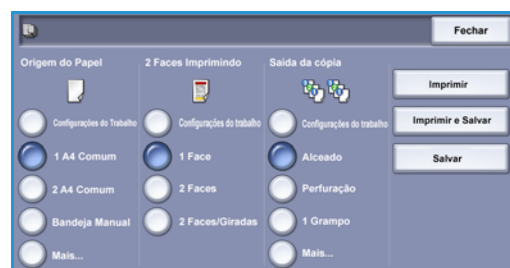 Fechar
Origem do Papel
2 Faces Imprimindo
Saída da cópia
Imprimir
Configurações do Trabalho
Configurações do trabalho
Configurações do trabalho
Imprimir e Salvar
1 A4 Comum
1 Face
Alceado
Salvar
2 A4 Comum
2 Faces
Perfuração
Bandeja Manual
2 Faces/Giradas
1 Grampo
Mais...
Mais...